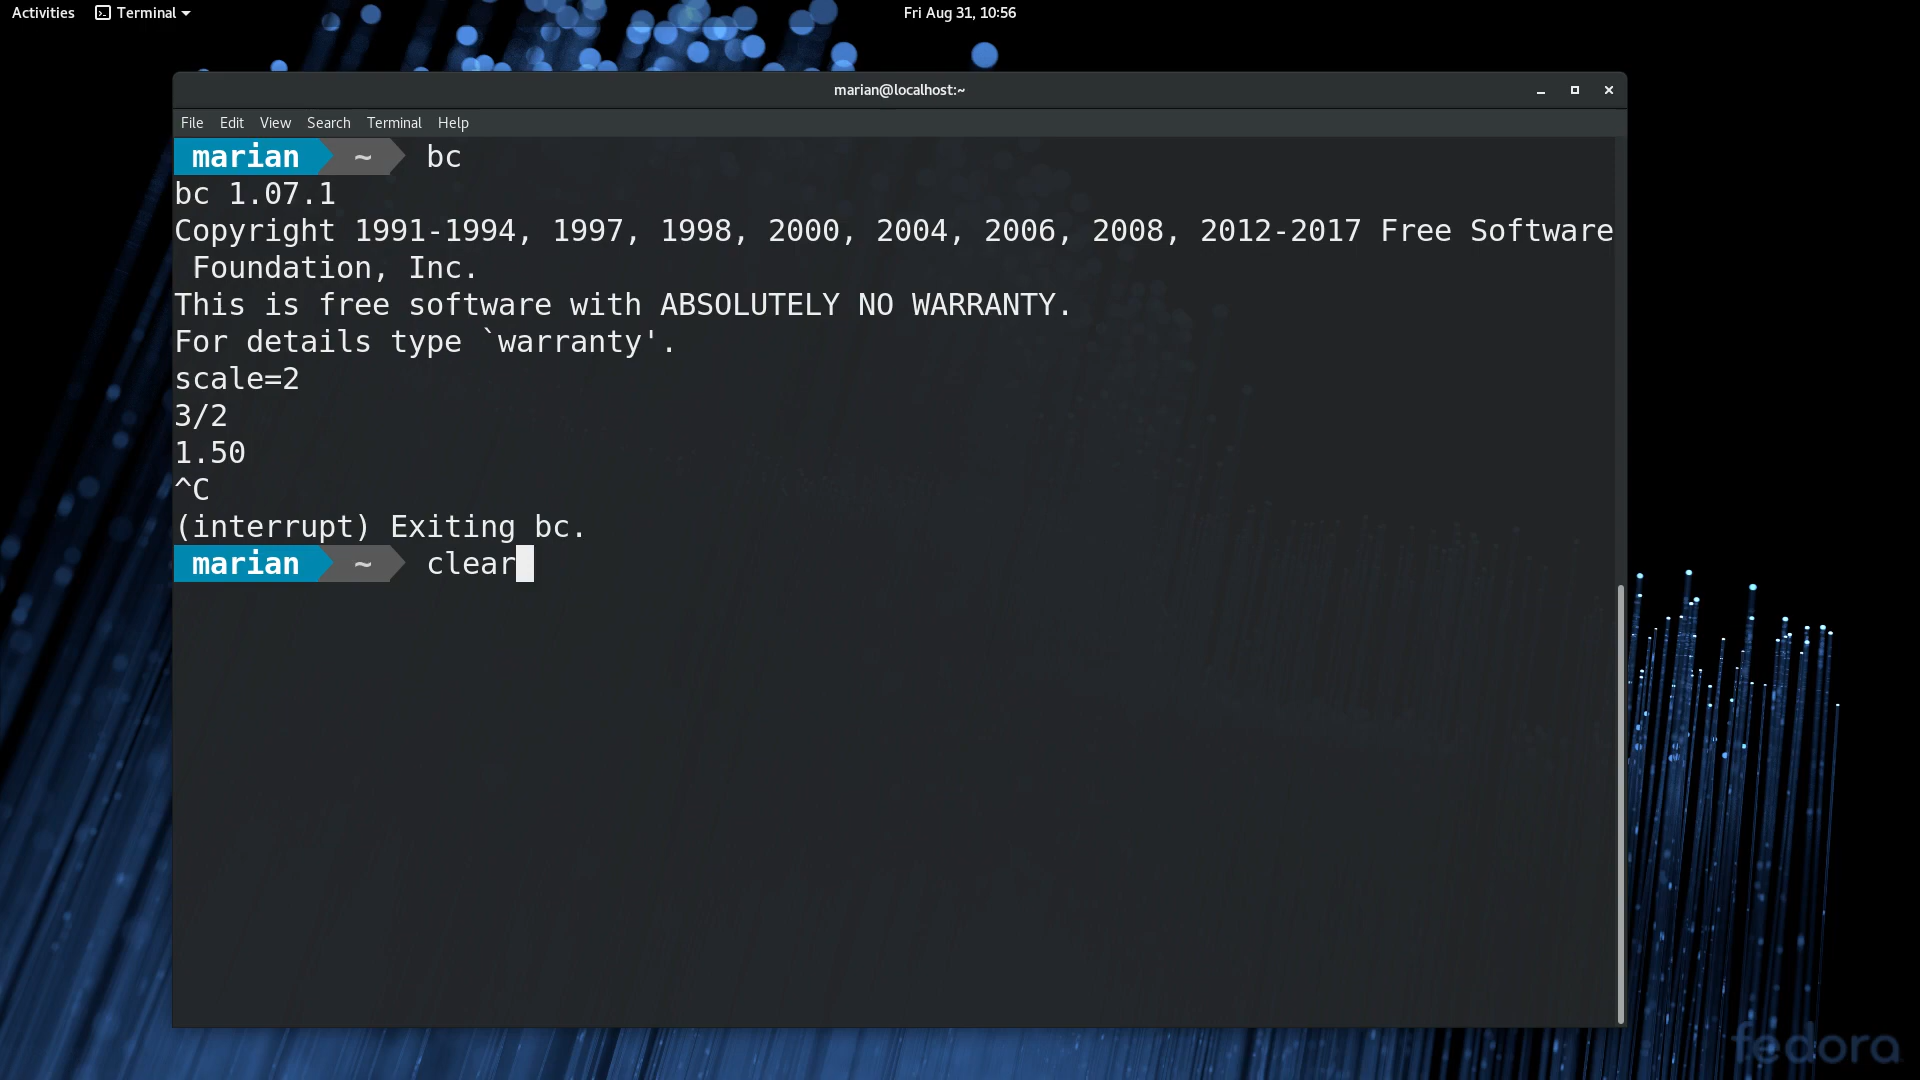 Activities Terminal Fri Aug 31, 10:56
marian@localhost:~
File Edit View Search Terminal Help
marian ~ bc
bc 1.07.1
Copyright 1991-1994, 1997, 1998, 2000, 2004, 2006, 2008, 2012-2017 Free Software
 Foundation, Inc.
This is free software with ABSOLUTELY NO WARRANTY.
For details type `warranty'.
scale=2
3/2
1.50
^C
(interrupt) Exiting bc.
marian ~ clear
fedora